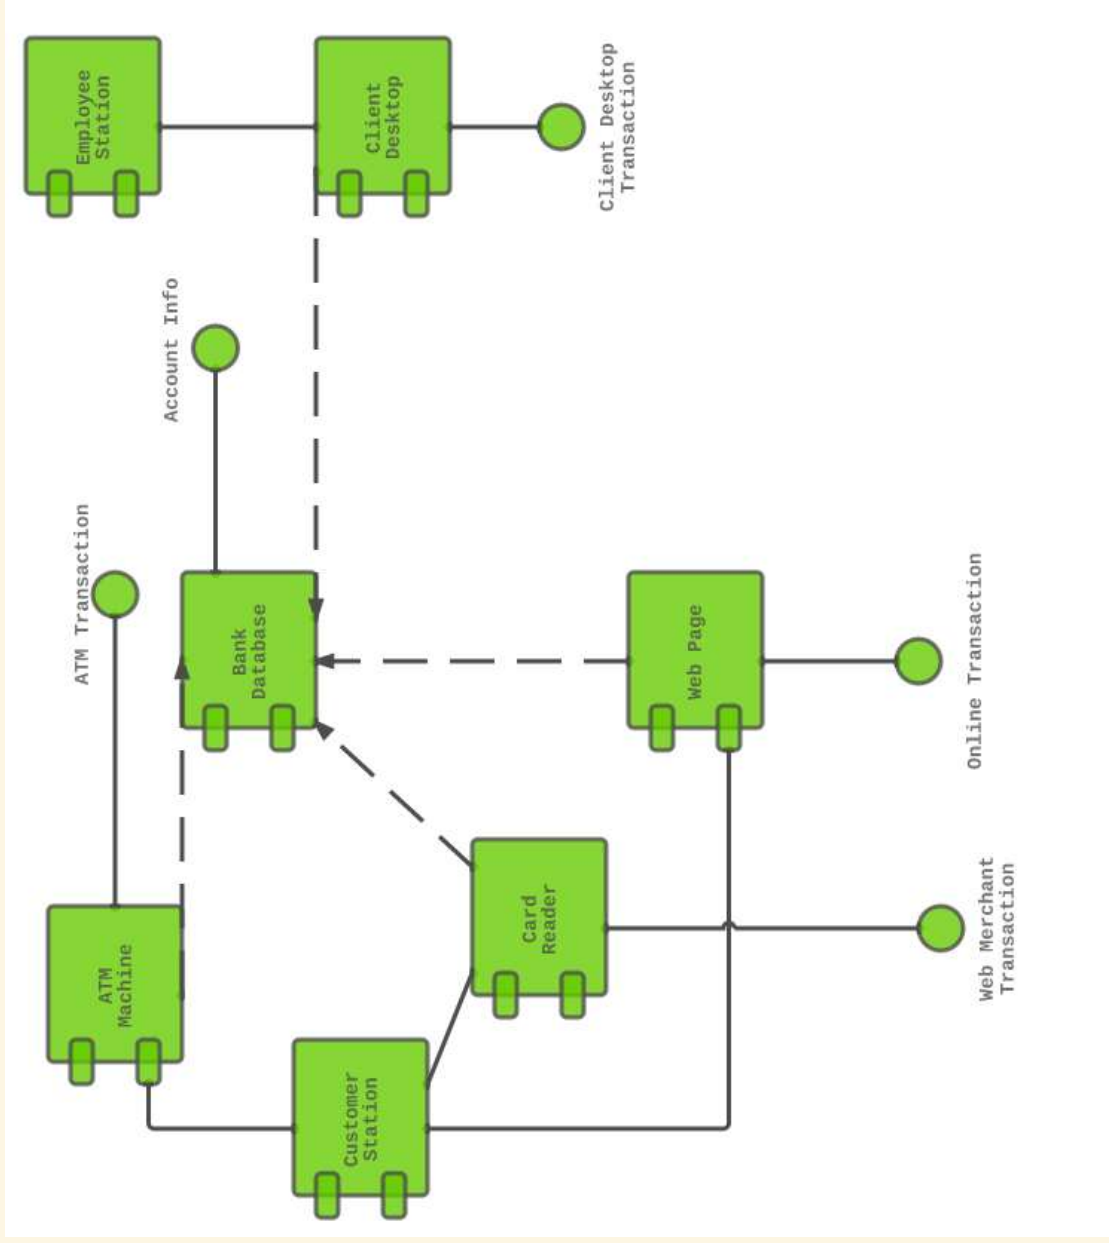 Employee
Station
Client
Desktop
Client Desktop
Transaction
Account Info
ATM Transaction
Bank
Database
Web Page
Online Transaction
ATM
Machine
Card
Reader
Web Merchant
Transaction
Customer
Station